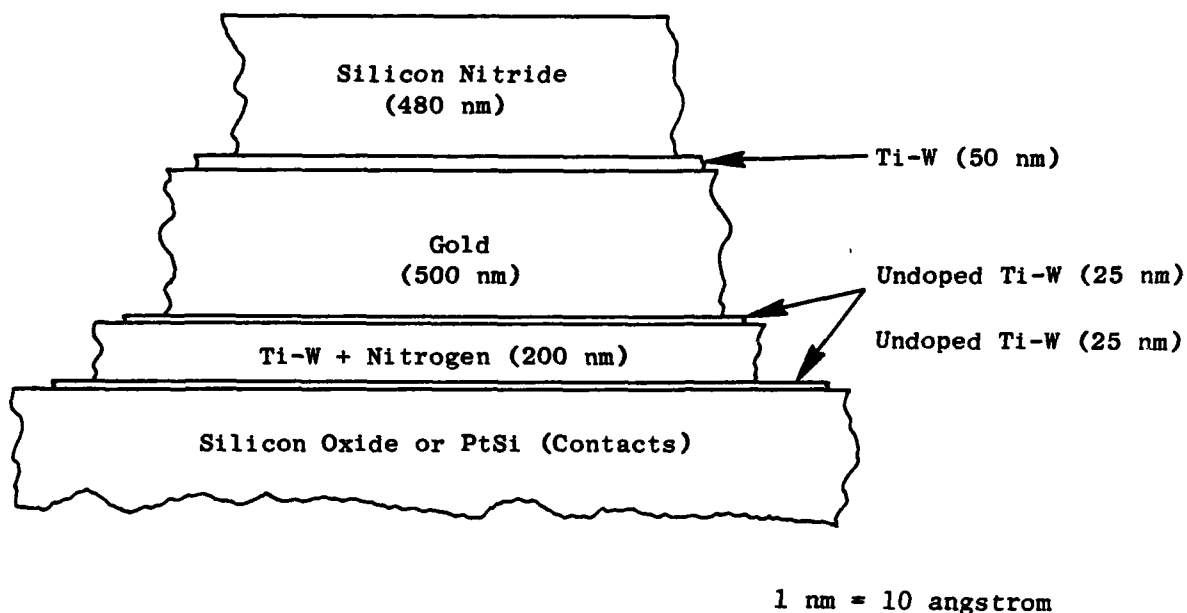 Silicon Nitride
(480 nm)
Ti-W (50 nm)
Gold
(500 nm)
Undoped Ti-W (25 nm)
Undoped Ti-W (25 nm)
Ti-W + Nitrogen (200 nm)
Silicon Oxide or PtSi (Contacts)
1 nm = 10 angstrom